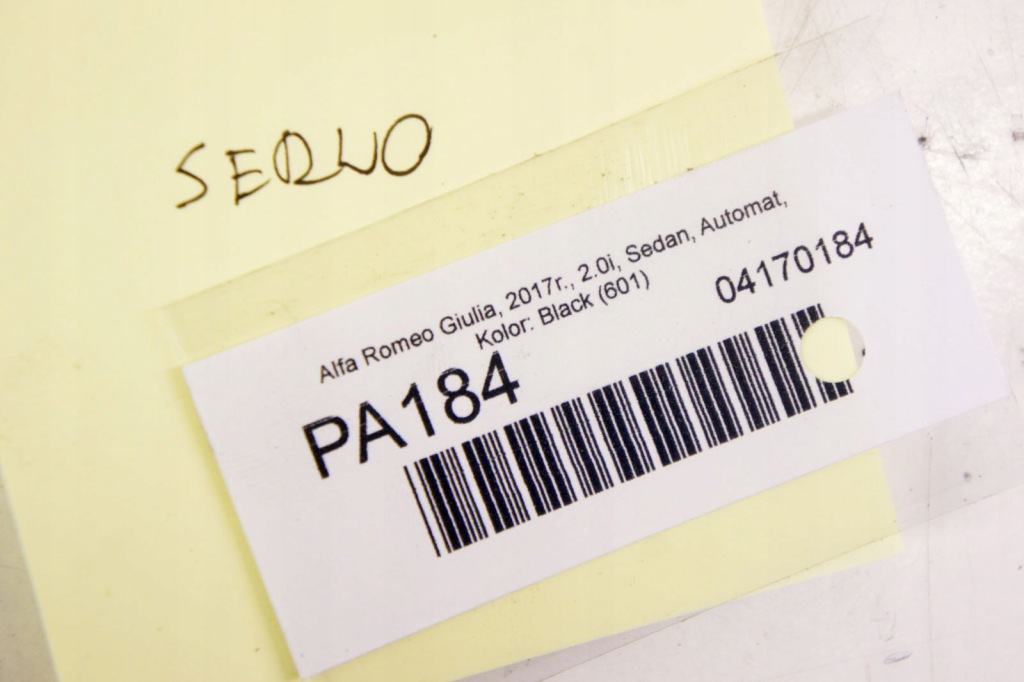 SERWO
Alfa Romeo Giulia, 2017r., 2.0i, Sedan, Automat,
Kolor: Black (601)
04170184
PA184